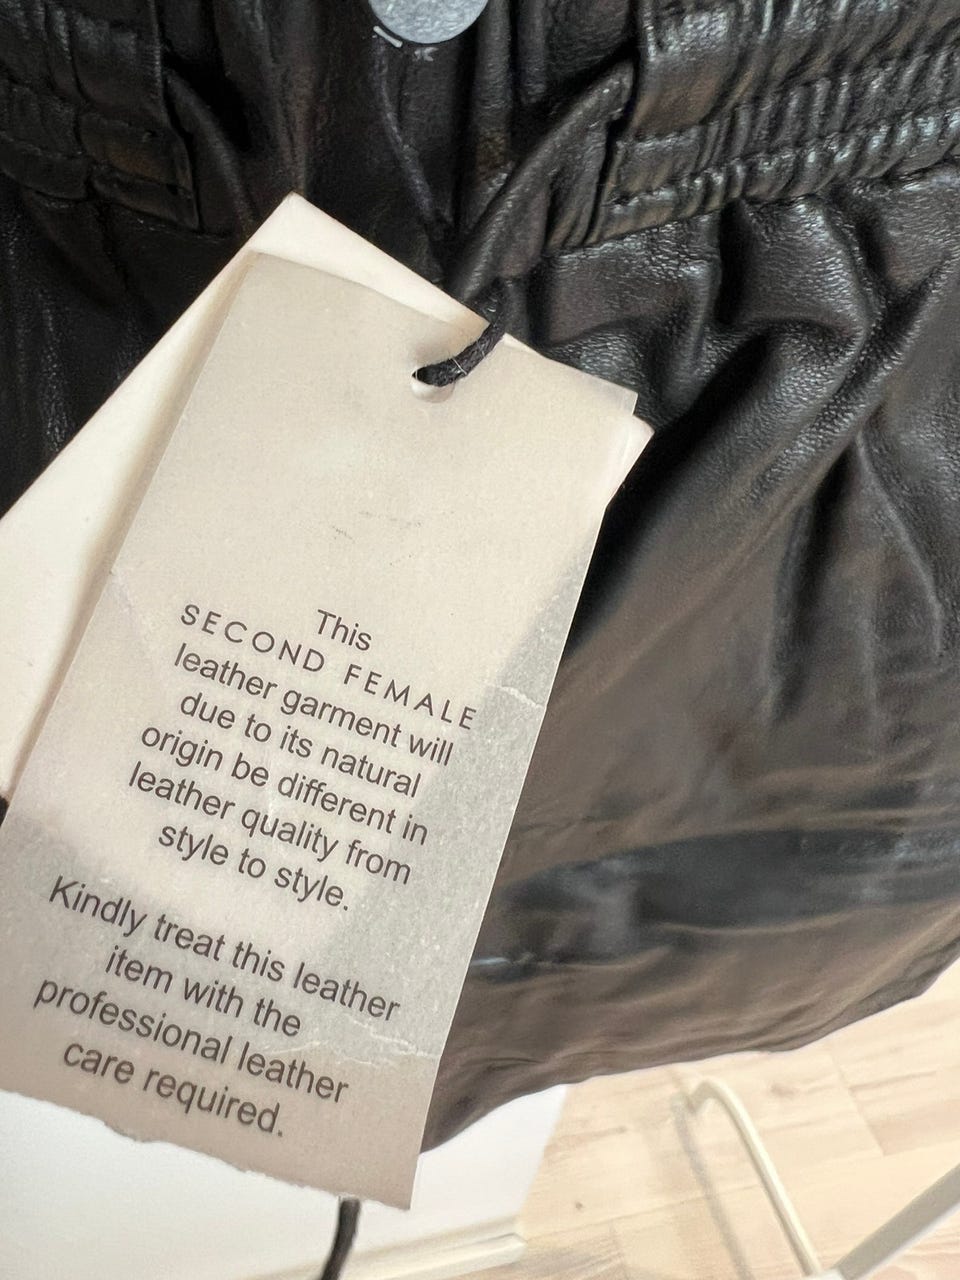 This
SECOND FEMALE
leather garment will
due to its natural
origin be different in
leather quality from
style to style.
Kindly treat this leather
item with the
professional leather
care required.